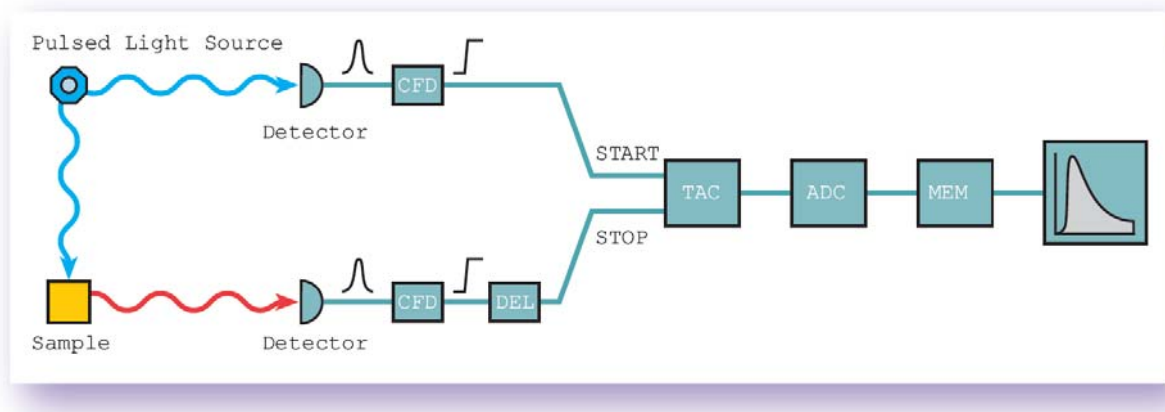 Pulsed Light Source
CFD
Detector
START
TAC
ADC
MEM
STOP
CFD
DEL
Sample
Detector